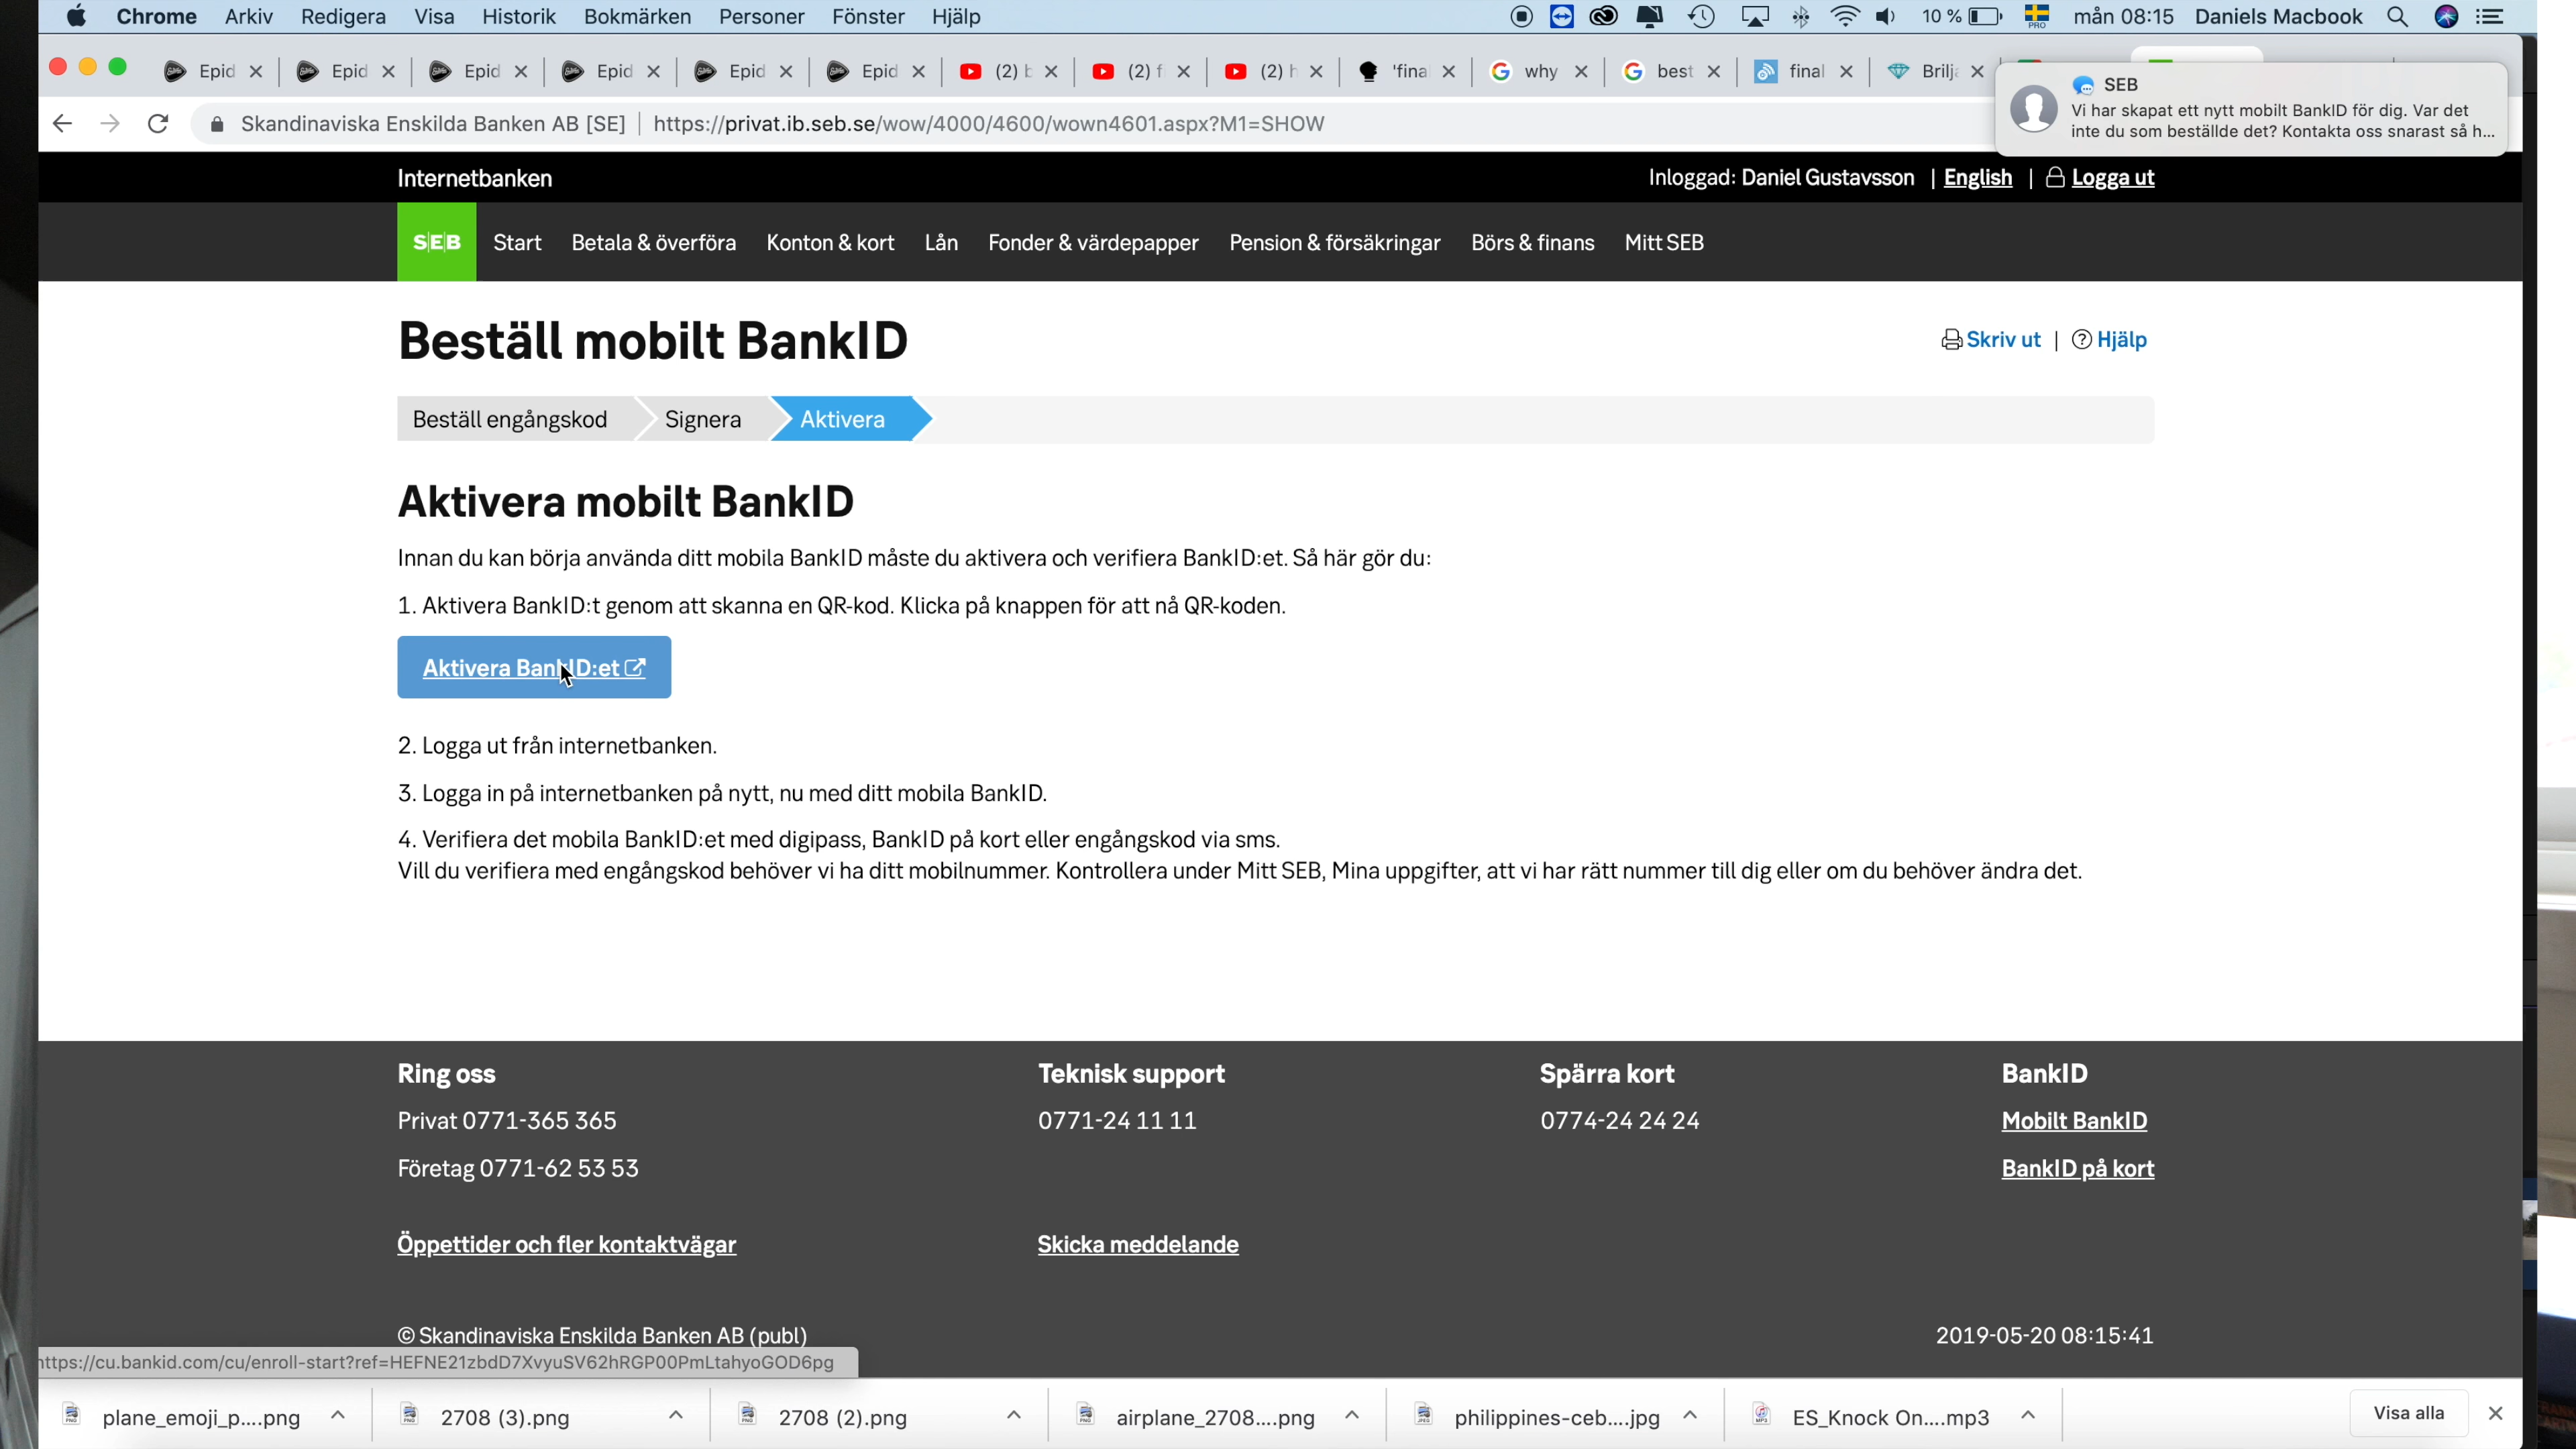 Chrome Arkiv Redigera Visa Historik Bokmärken Personer Fönster Hjälp 10 % PRO mån 08:15 Daniels Macbook
Epid Epid Epid Epid Epid Epid (2) b (2) f (2) h 'fina why best final Brilja
SEB
Vi har skapat ett nytt mobilt BankID för dig. Var det
inte du som beställde det? Kontakta oss snarast så h...
Skandinaviska Enskilda Banken AB [SE] https://privat.ib.seb.se/wow/4000/4600/wown4601.aspx?M1=SHOW
Internetbanken Inloggad: Daniel Gustavsson | English | Logga ut
SEB Start Betala & överföra Konton & kort Lån Fonder & värdepapper Pension & försäkringar Börs & finans Mitt SEB
Beställ mobilt BankID Skriv ut | Hjälp
Beställ engångskod Signera Aktivera
Aktivera mobilt BankID
Innan du kan börja använda ditt mobila BankID måste du aktivera och verifiera BankID:et. Så här gör du:
1. Aktivera BankID:t genom att skanna en QR-kod. Klicka på knappen för att nå QR-koden.
Aktivera BankID:et
2. Logga ut från internetbanken.
3. Logga in på internetbanken på nytt, nu med ditt mobila BankID.
4. Verifiera det mobila BankID:et med digipass, BankID på kort eller engångskod via sms.
Vill du verifiera med engångskod behöver vi ha ditt mobilnummer. Kontrollera under Mitt SEB, Mina uppgifter, att vi har rätt nummer till dig eller om du behöver ändra det.
Ring oss Teknisk support Spärra kort BankID
Privat 0771-365 365 0771-24 11 11 0774-24 24 24 Mobilt BankID
Företag 0771-62 53 53 BankID på kort
Öppettider och fler kontaktvägar Skicka meddelande
© Skandinaviska Enskilda Banken AB (publ) 2019-05-20 08:15:41
https://cu.bankid.com/cu/enroll-start?ref=HEFNE21zbdD7XvyuSV62hRGP00PmLtahyoGOD6pg
plane_emoji_p....png 2708 (3).png 2708 (2).png airplane_2708....png philippines-ceb....jpg ES_Knock On....mp3 Visa alla